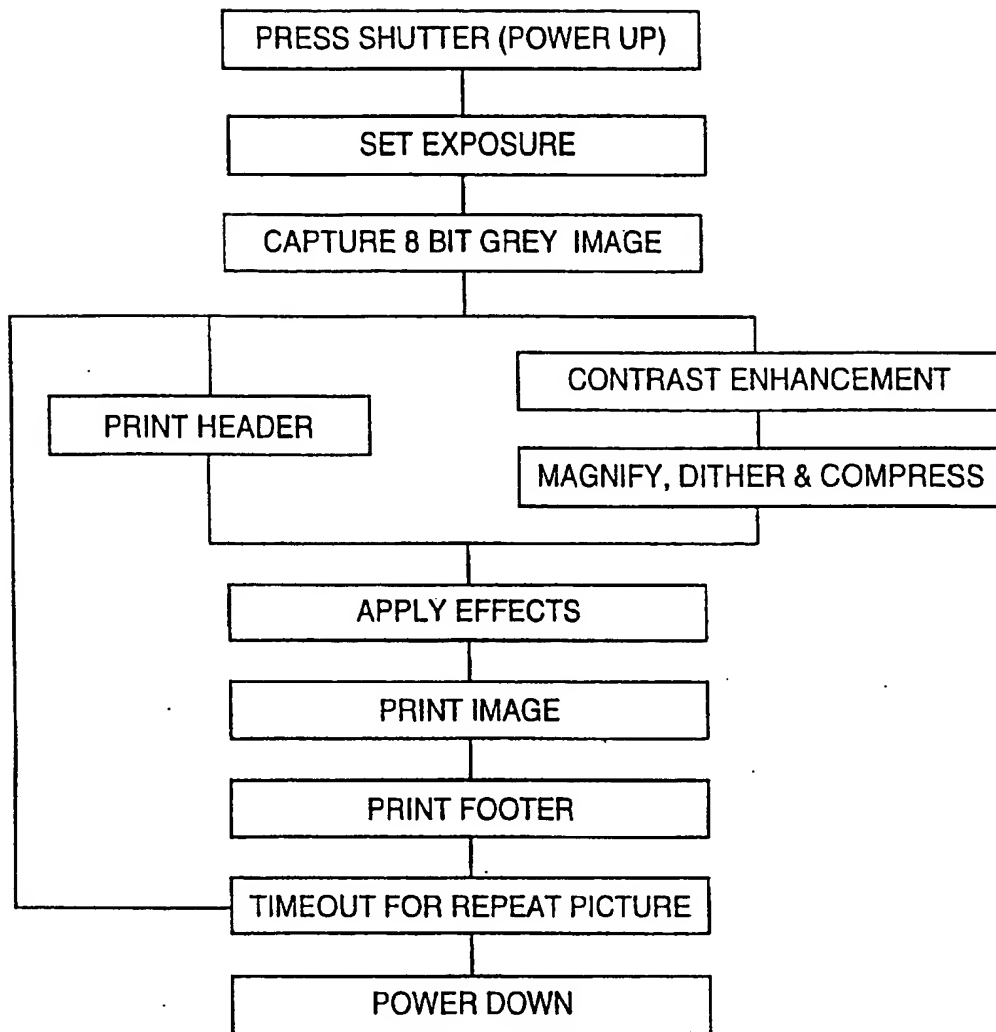 PRESS SHUTTER (POWER UP)
SET EXPOSURE
CAPTURE 8 BIT GREY IMAGE
CONTRAST ENHANCEMENT
PRINT HEADER
MAGNIFY, DITHER & COMPRESS
APPLY EFFECTS
PRINT IMAGE
PRINT FOOTER
TIMEOUT FOR REPEAT PICTURE
POWER DOWN